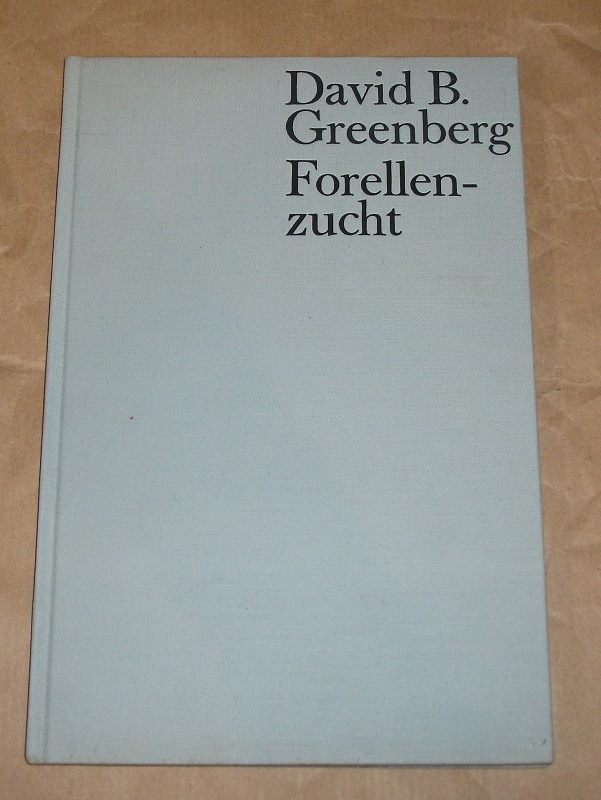 David B.
Greenberg
Forellen-
zucht